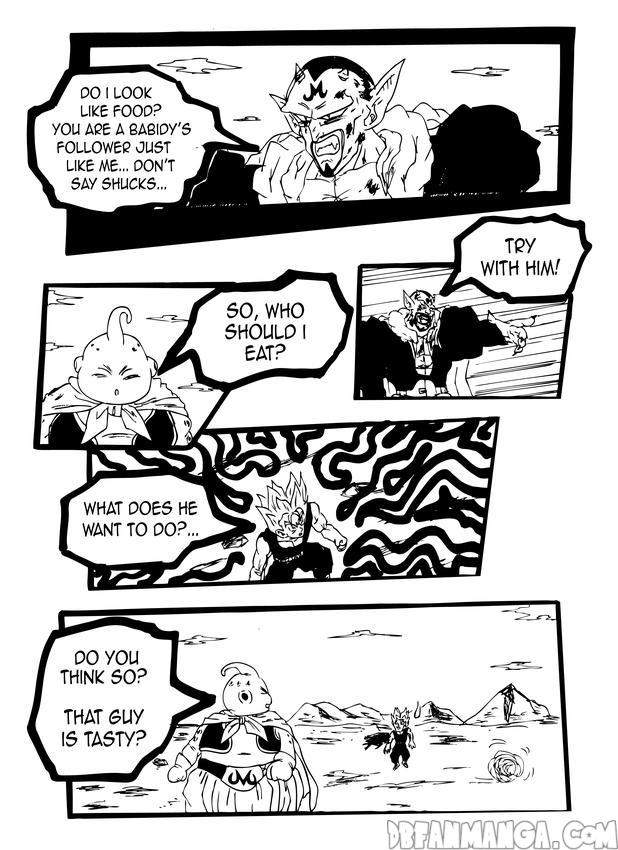 DO I LOOK
LIKE FOOD?
YOU ARE A BABIDY'S
FOLLOWER JUST
LIKE ME... DON'T
SAY SHUCKS...
TRY
WITH HIM!
SO, WHO
SHOULD I
EAT?
WHAT DOES HE
WANT TO DO?...
DO YOU
THINK SO?
THAT GUY
IS TASTY?
DBFANMANGA.COM